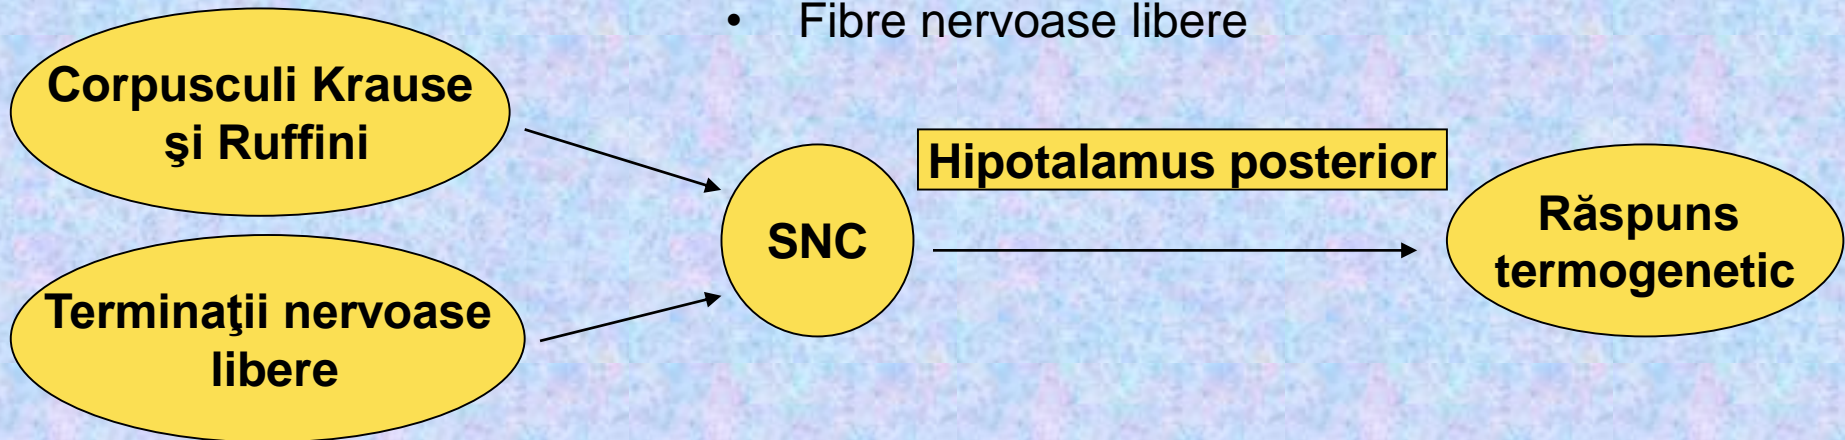 • Fibre nervoase libere
Corpusculi Krause
şi Ruffini
Hipotalamus posterior
SNC
Răspuns
termogenetic
Terminaţii nervoase
libere